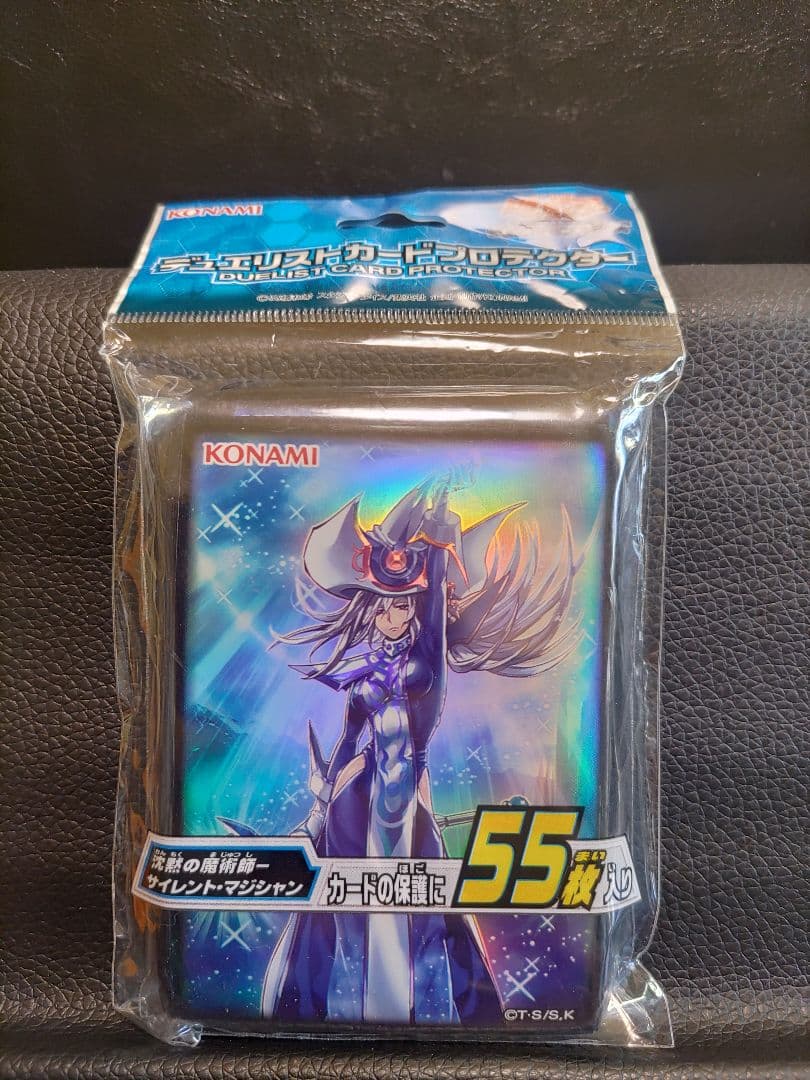 KONAMI
デュエリストカードプロテクター
DUELIST CARD PROTECTOR
KONAMI
沈黙の魔術師-
サイレント・マジシャン
カードの保護に
55枚入り
©T・S/S,K